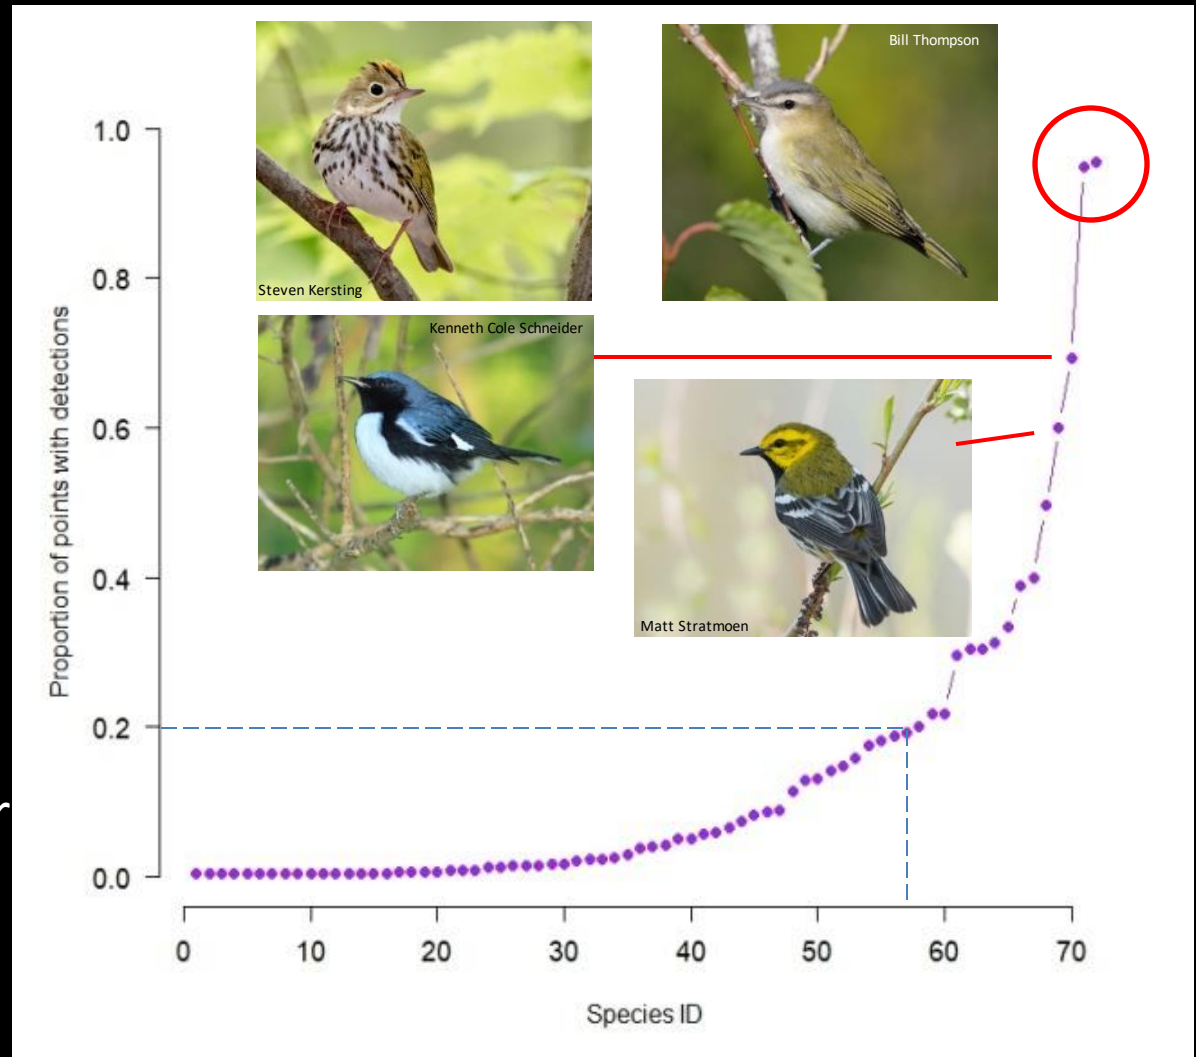 Bill Thompson
Steven Kersting
Kenneth Cole Schneider
Matt Stratmoen
Proportion of points with detections
1.0
0.8
0.6
0.4
0.2
0.0
r
0 10 20 30 40 50 60 70
Species ID